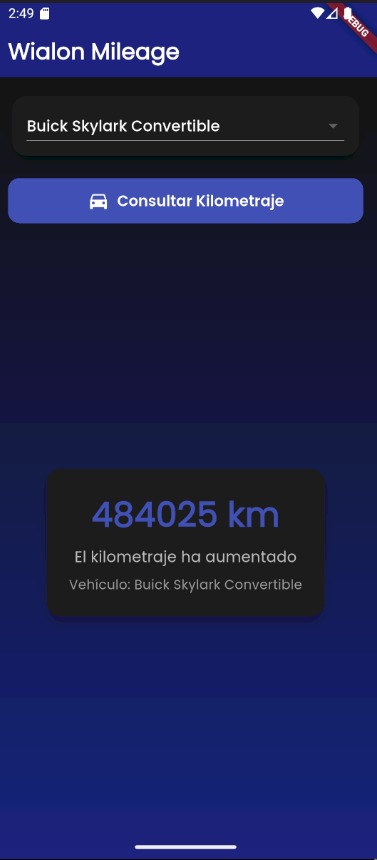 2:49
DEBUG
Wialon Mileage
Buick Skylark Convertible
Consultar Kilometraje
484025 km
El kilometraje ha aumentado
Vehículo: Buick Skylark Convertible